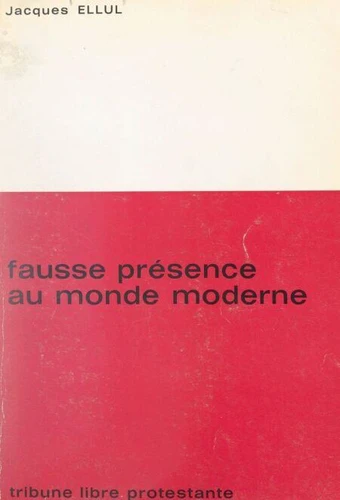 Jacques ELLUL
fausse présence
au monde moderne
tribune libre protestante